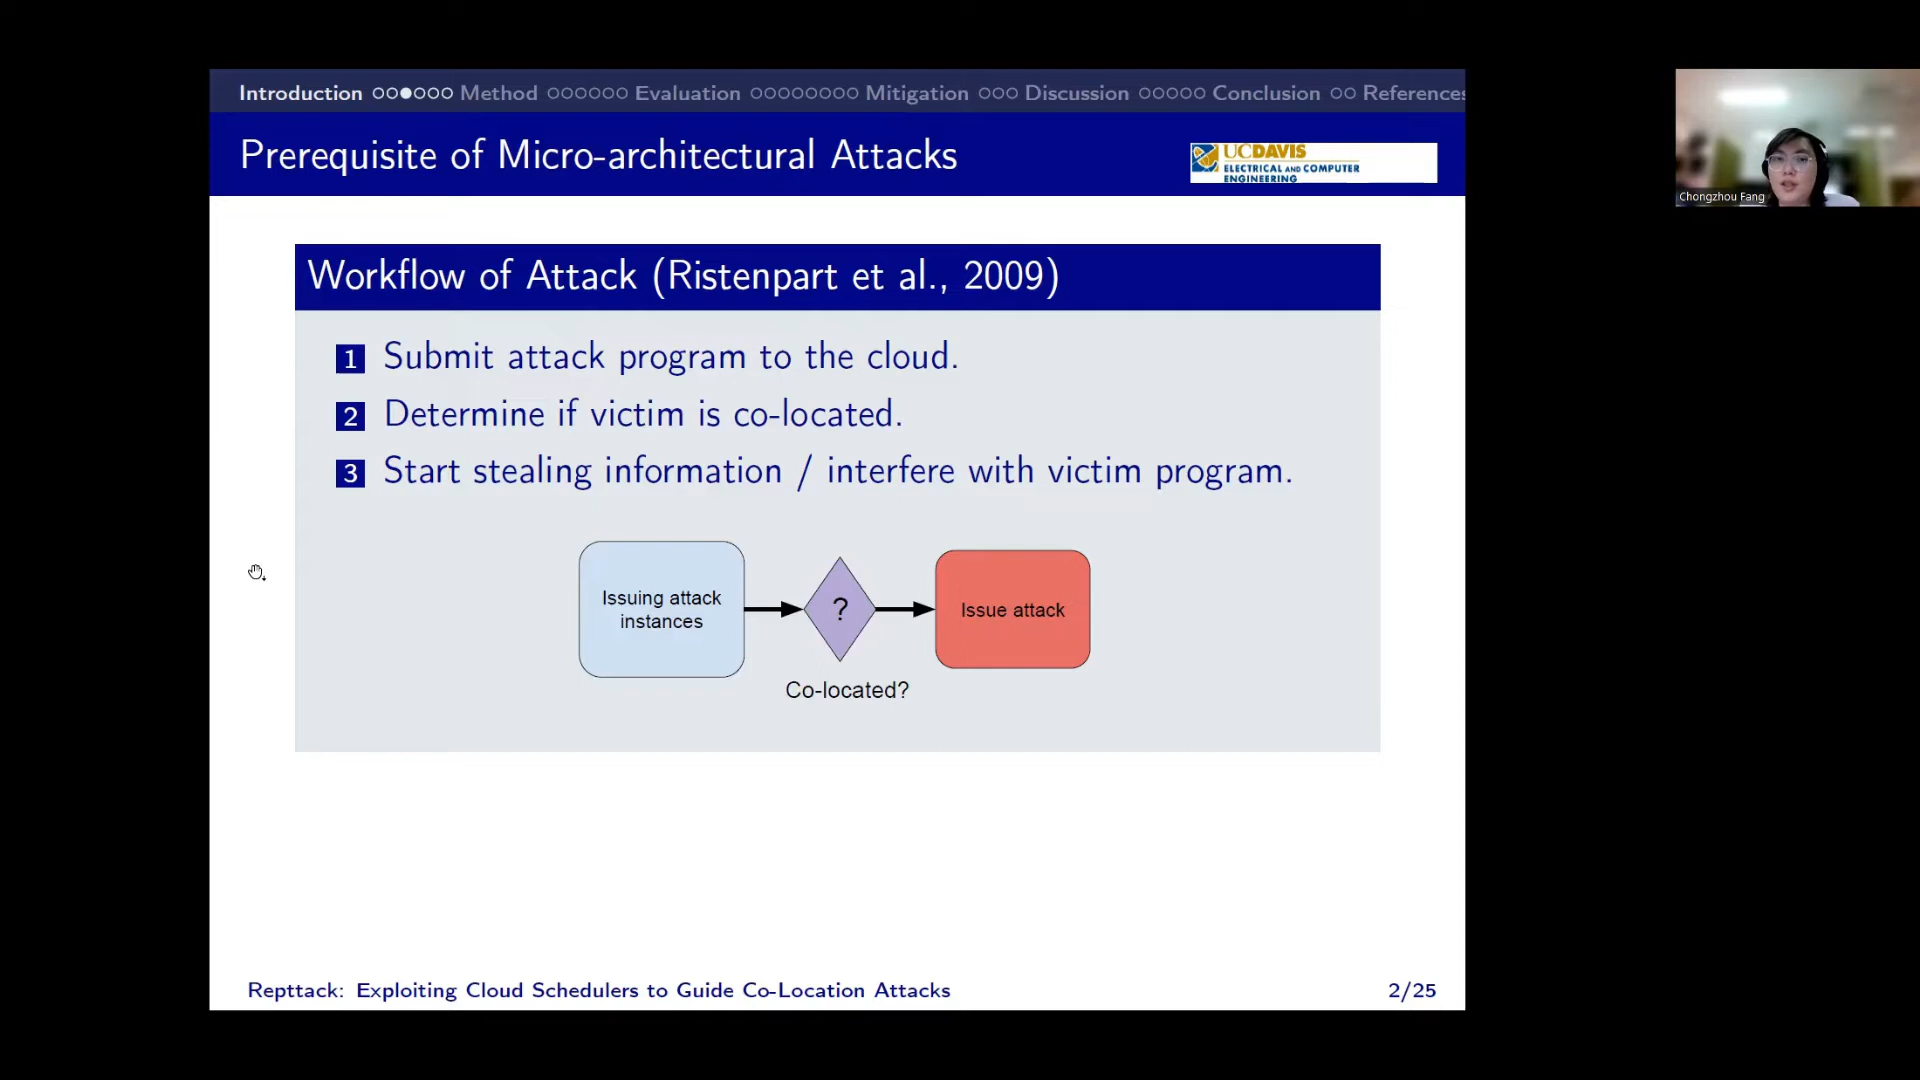 Introduction Method Evaluation Mitigation Discussion Conclusion References
Prerequisite of Micro-architectural Attacks
UCDAVIS
ELECTRICAL AND COMPUTER
ENGINEERING
Chongzhou Fang
Workflow of Attack (Ristenpart et al., 2009)
1 Submit attack program to the cloud.
2 Determine if victim is co-located.
3 Start stealing information / interfere with victim program.
Issuing attack
instances
?
Issue attack
Co-located?
Repttack: Exploiting Cloud Schedulers to Guide Co-Location Attacks 2/25